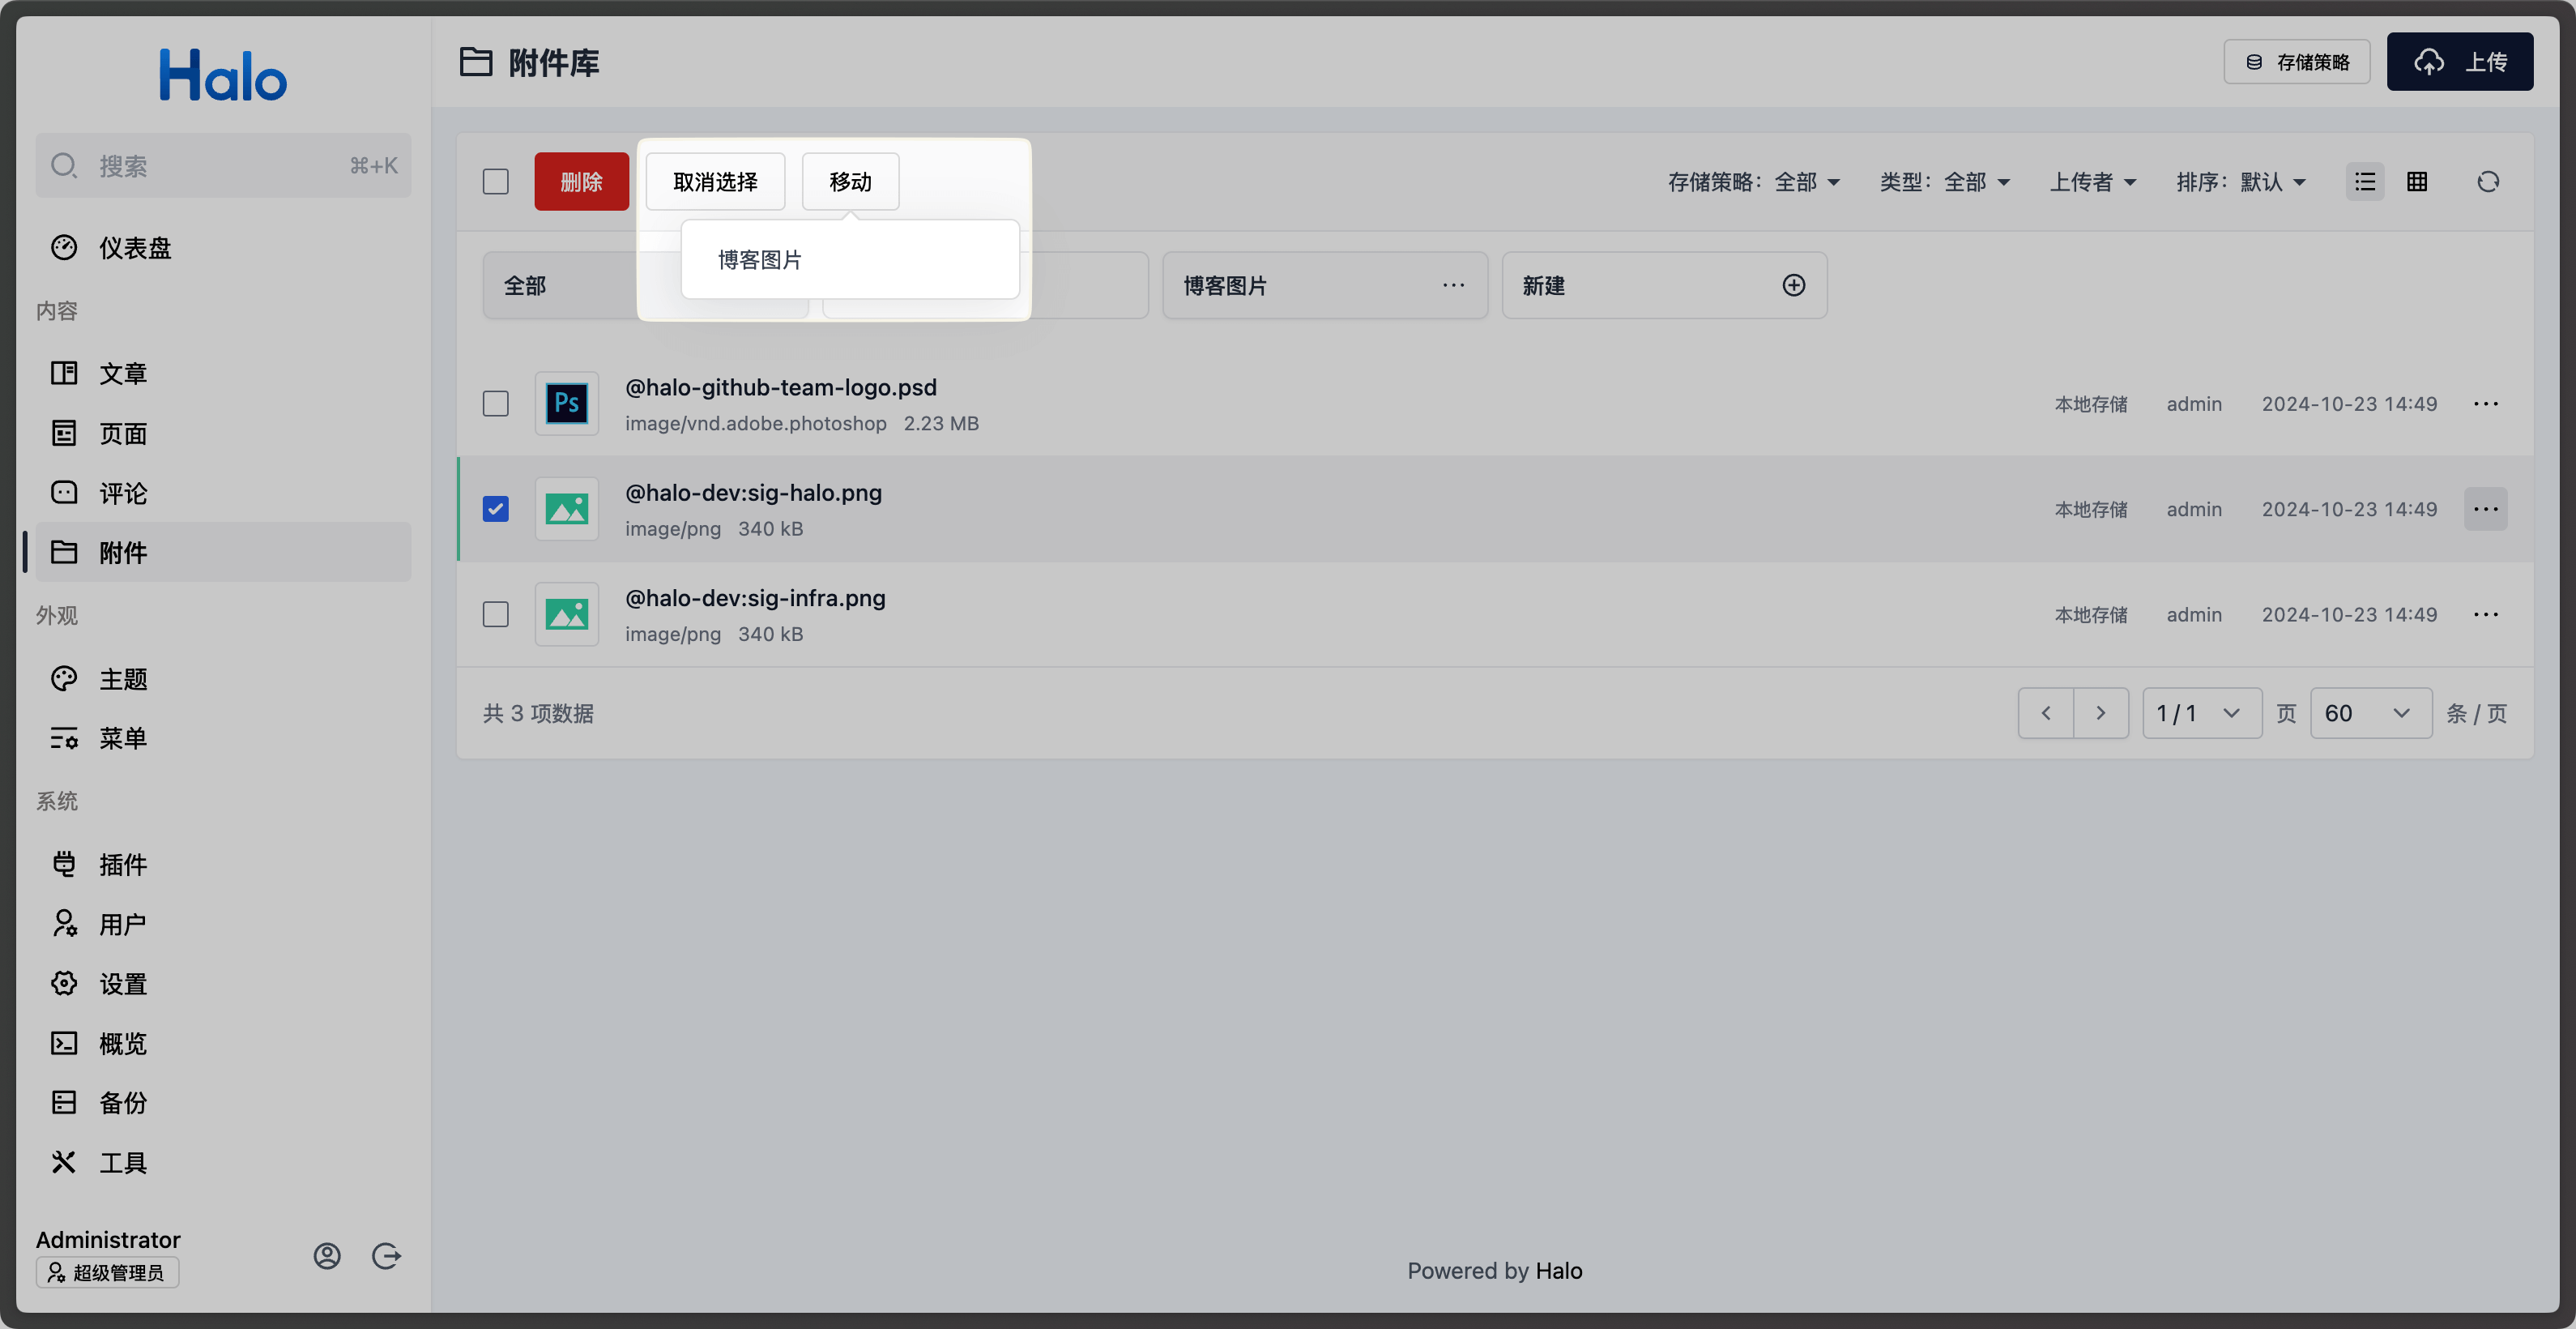 Halo
搜索 ⌘+K
仪表盘
内容
文章
页面
评论
附件
外观
主题
菜单
系统
插件
用户
设置
概览
备份
工具
Administrator
超级管理员
附件库
存储策略
上传
删除 取消选择 移动 存储策略：全部 类型：全部 上传者 排序：默认
博客图片
全部 博客图片 新建
Ps
@halo-github-team-logo.psd
image/vnd.adobe.photoshop 2.23 MB
本地存储 admin 2024-10-23 14:49
@halo-dev:sig-halo.png
image/png 340 kB
本地存储 admin 2024-10-23 14:49
@halo-dev:sig-infra.png
image/png 340 kB
本地存储 admin 2024-10-23 14:49
共 3 项数据 1 / 1 页 60 条 / 页
Powered by Halo